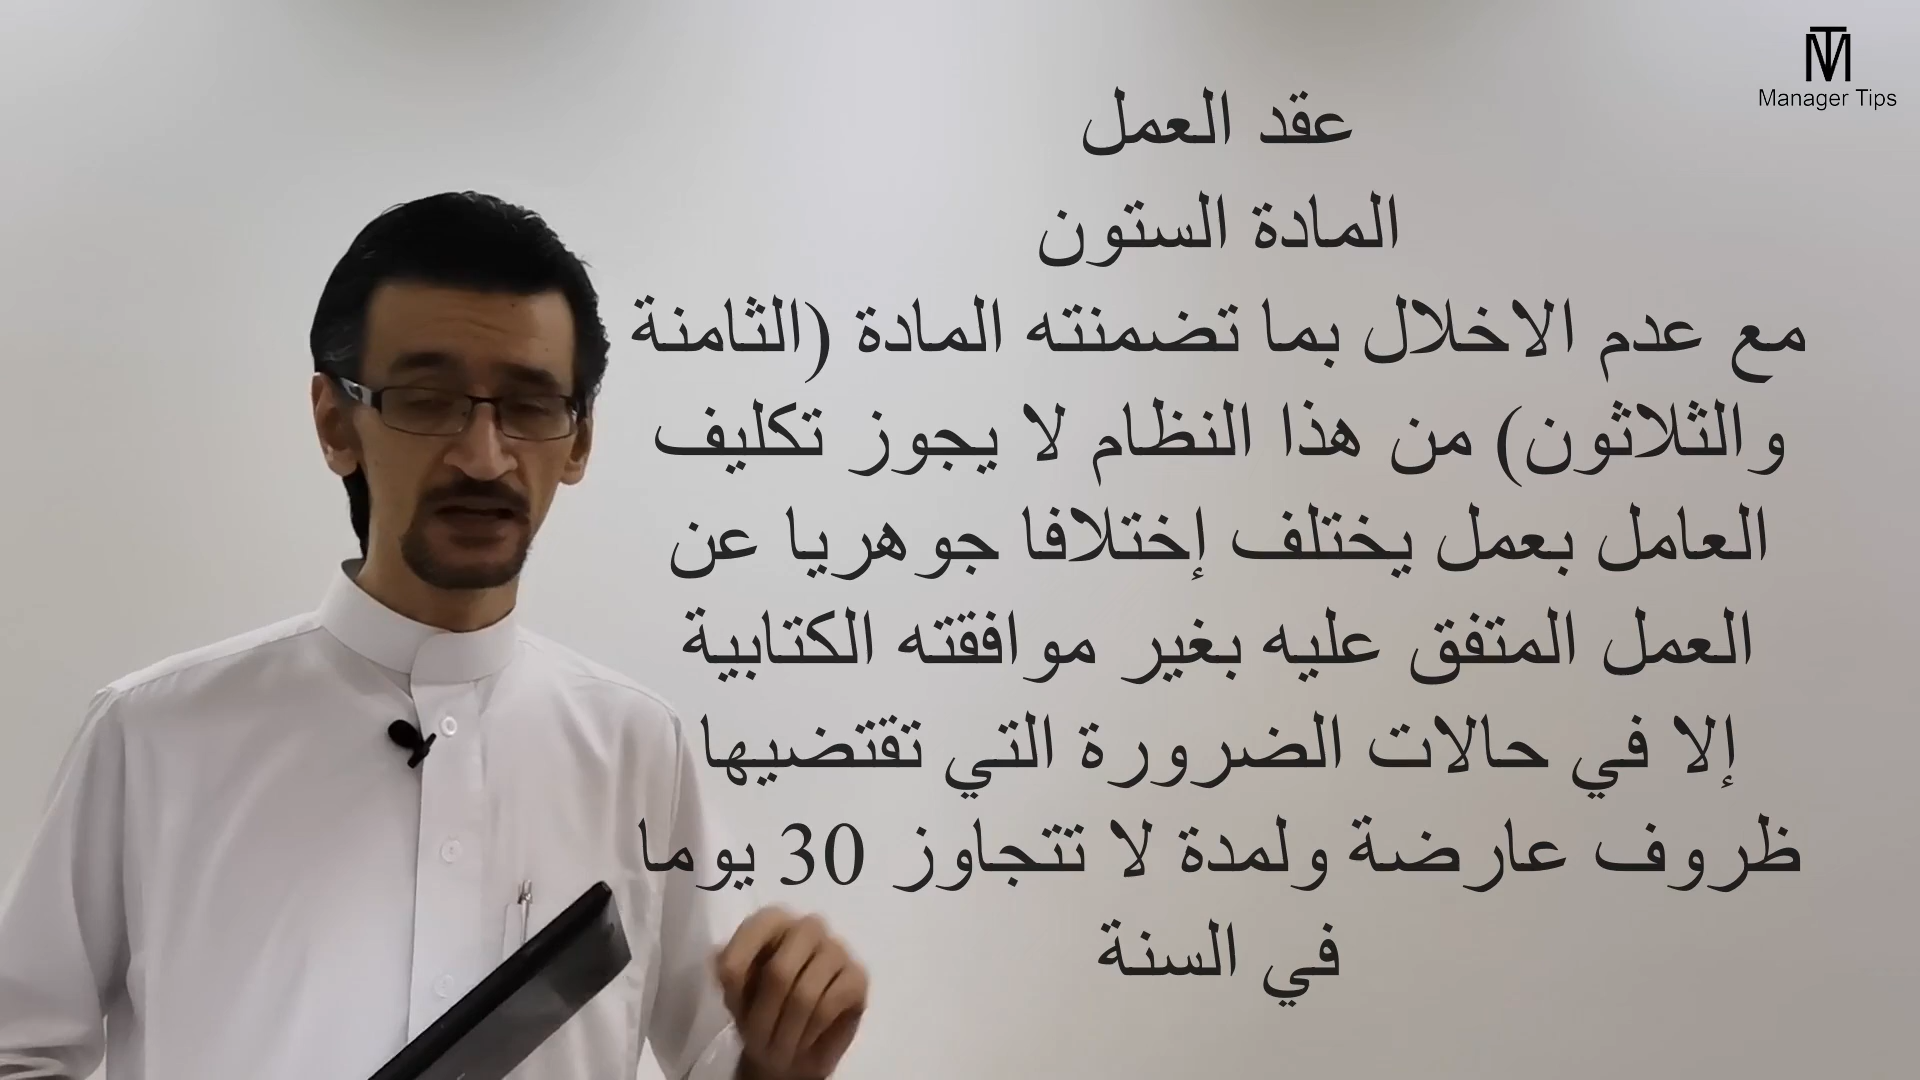 Manager Tips
عقد العمل
المادة الستون
مع عدم الاخلال بما تضمنته المادة (الثامنة
والثلاثون) من هذا النظام لا يجوز تكليف
العامل بعمل يختلف إختلافا جوهريا عن
العمل المتفق عليه بغير موافقته الكتابية
إلا في حالات الضرورة التي تقتضيها
ظروف عارضة ولمدة لا تتجاوز 30 يوما
في السنة